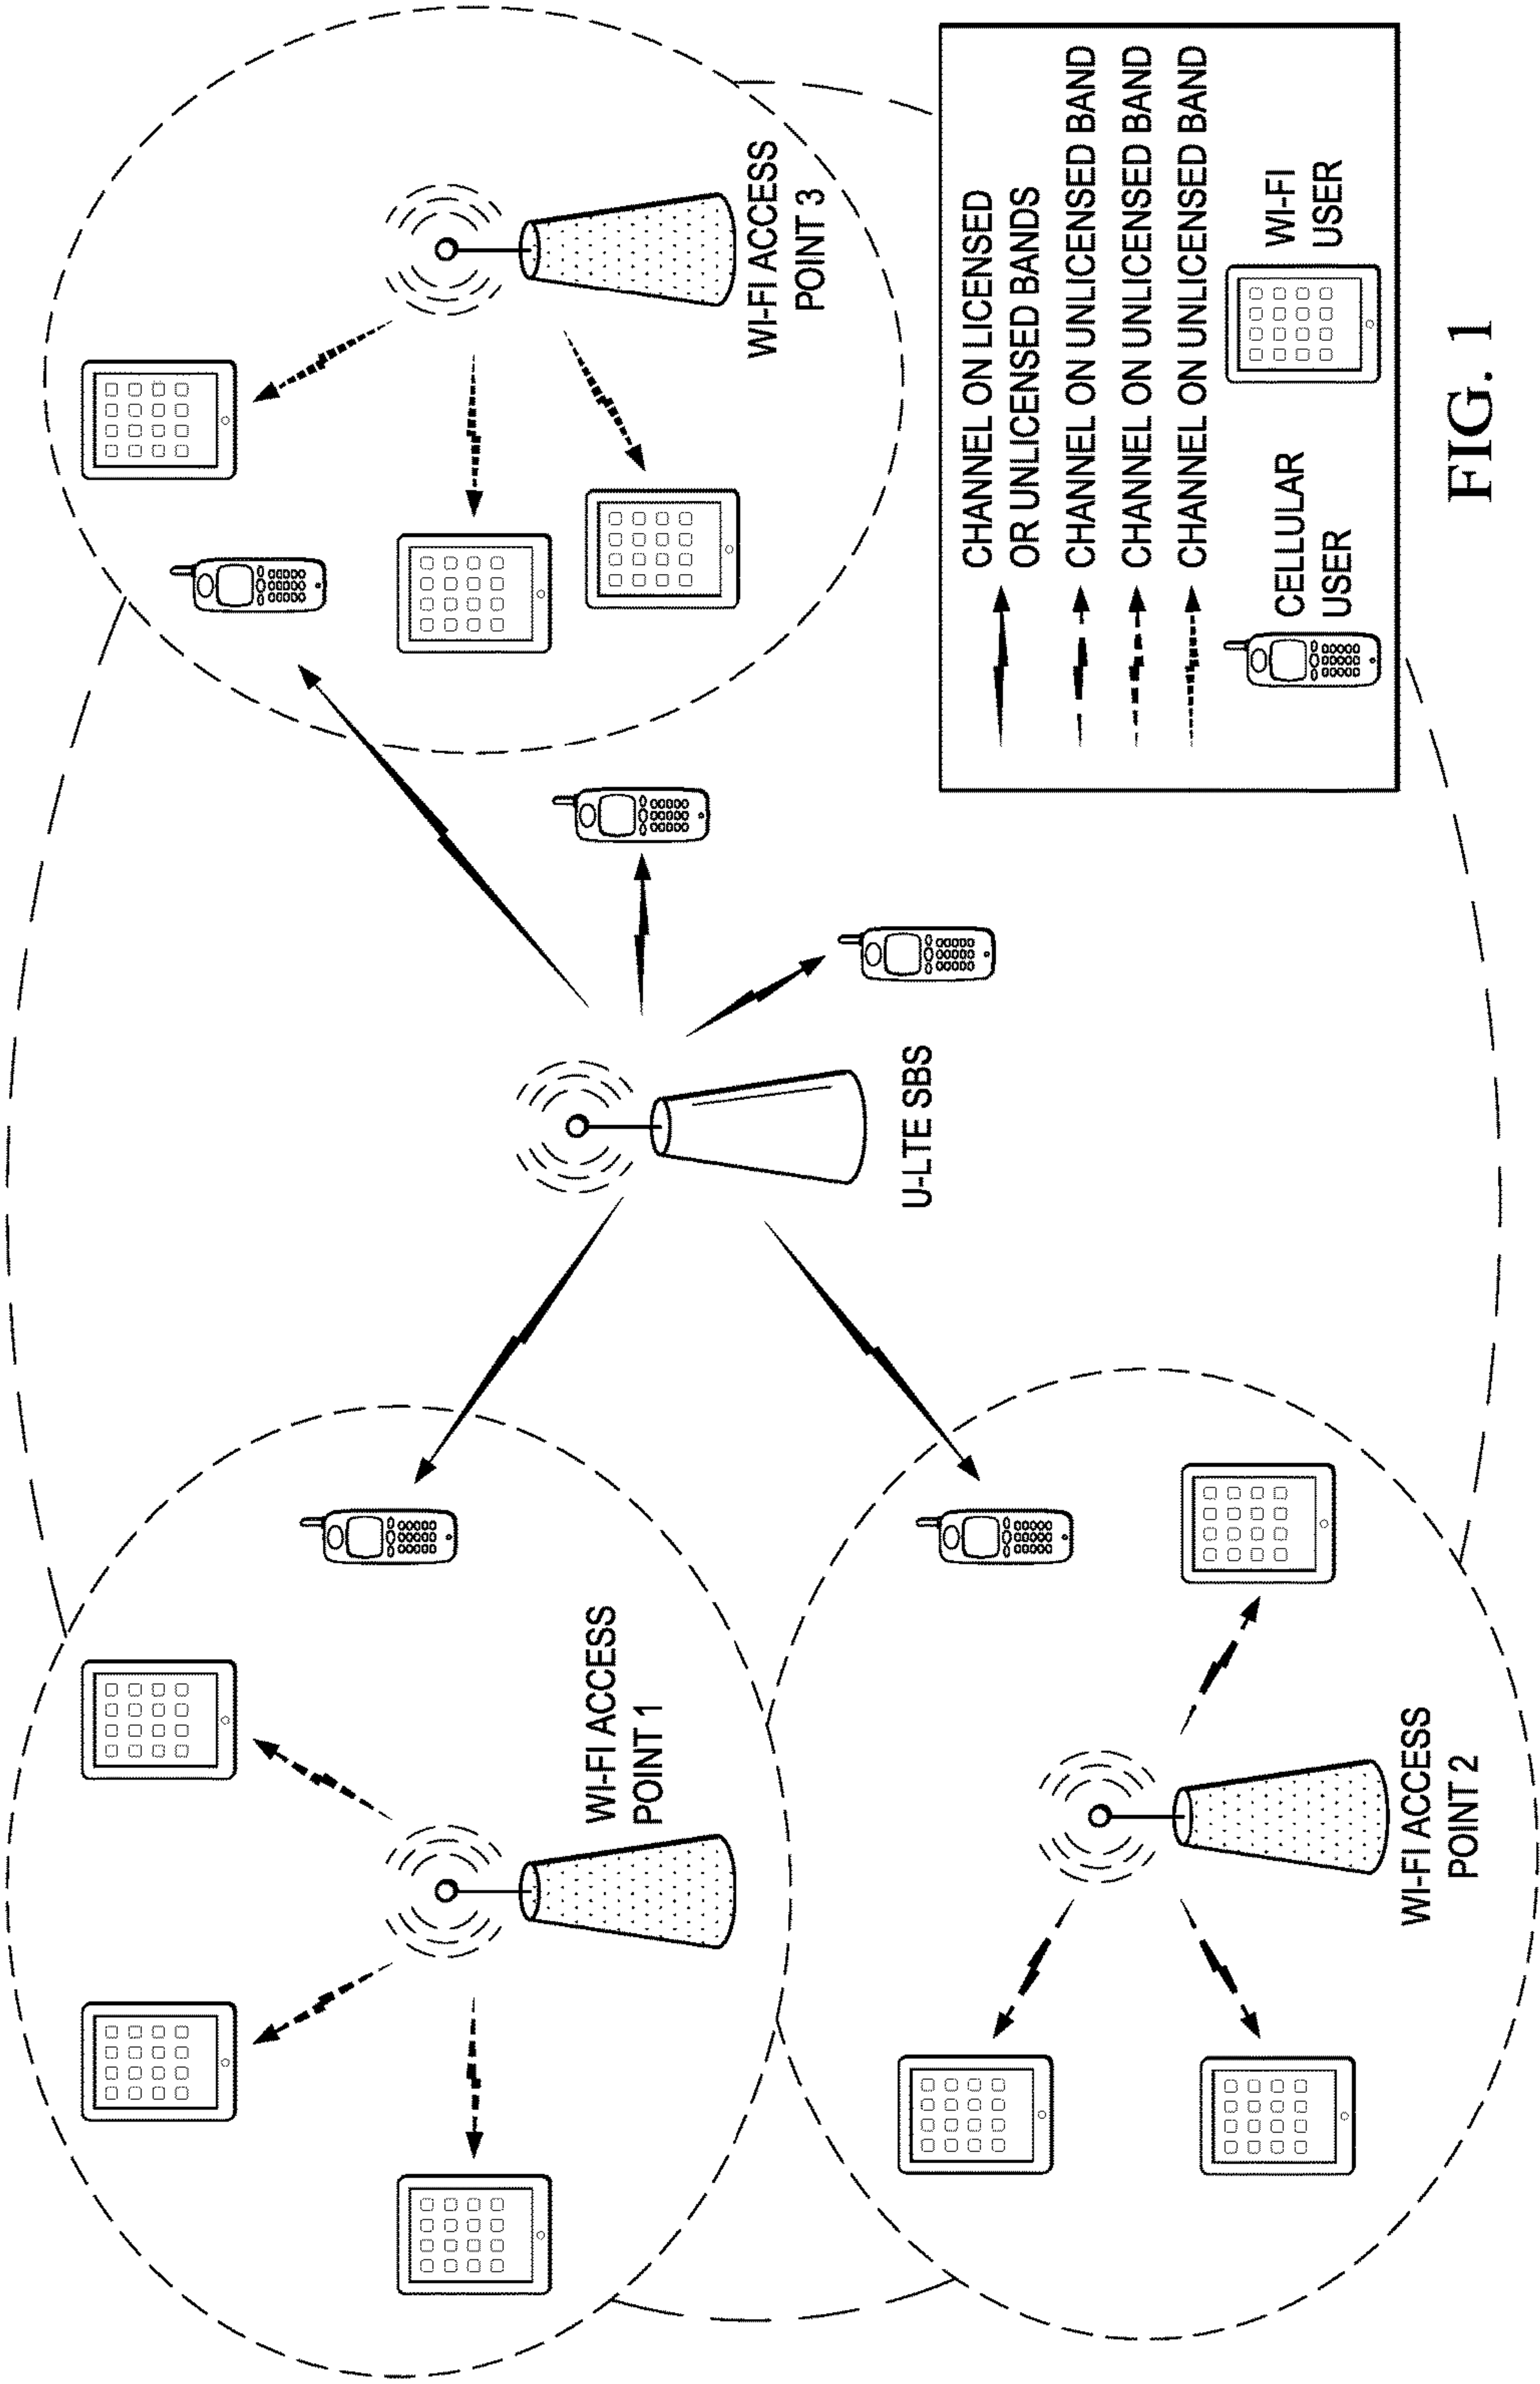 WI-FI ACCESS
POINT 1
WI-FI ACCESS
POINT 2
U-LTE SBS
WI-FI ACCESS
POINT 3
CHANNEL ON LICENSED
OR UNLICENSED BANDS
CHANNEL ON UNLICENSED BAND
CHANNEL ON UNLICENSED BAND
CHANNEL ON UNLICENSED BAND
CELLULAR
USER
WI-FI
USER
FIG. 1